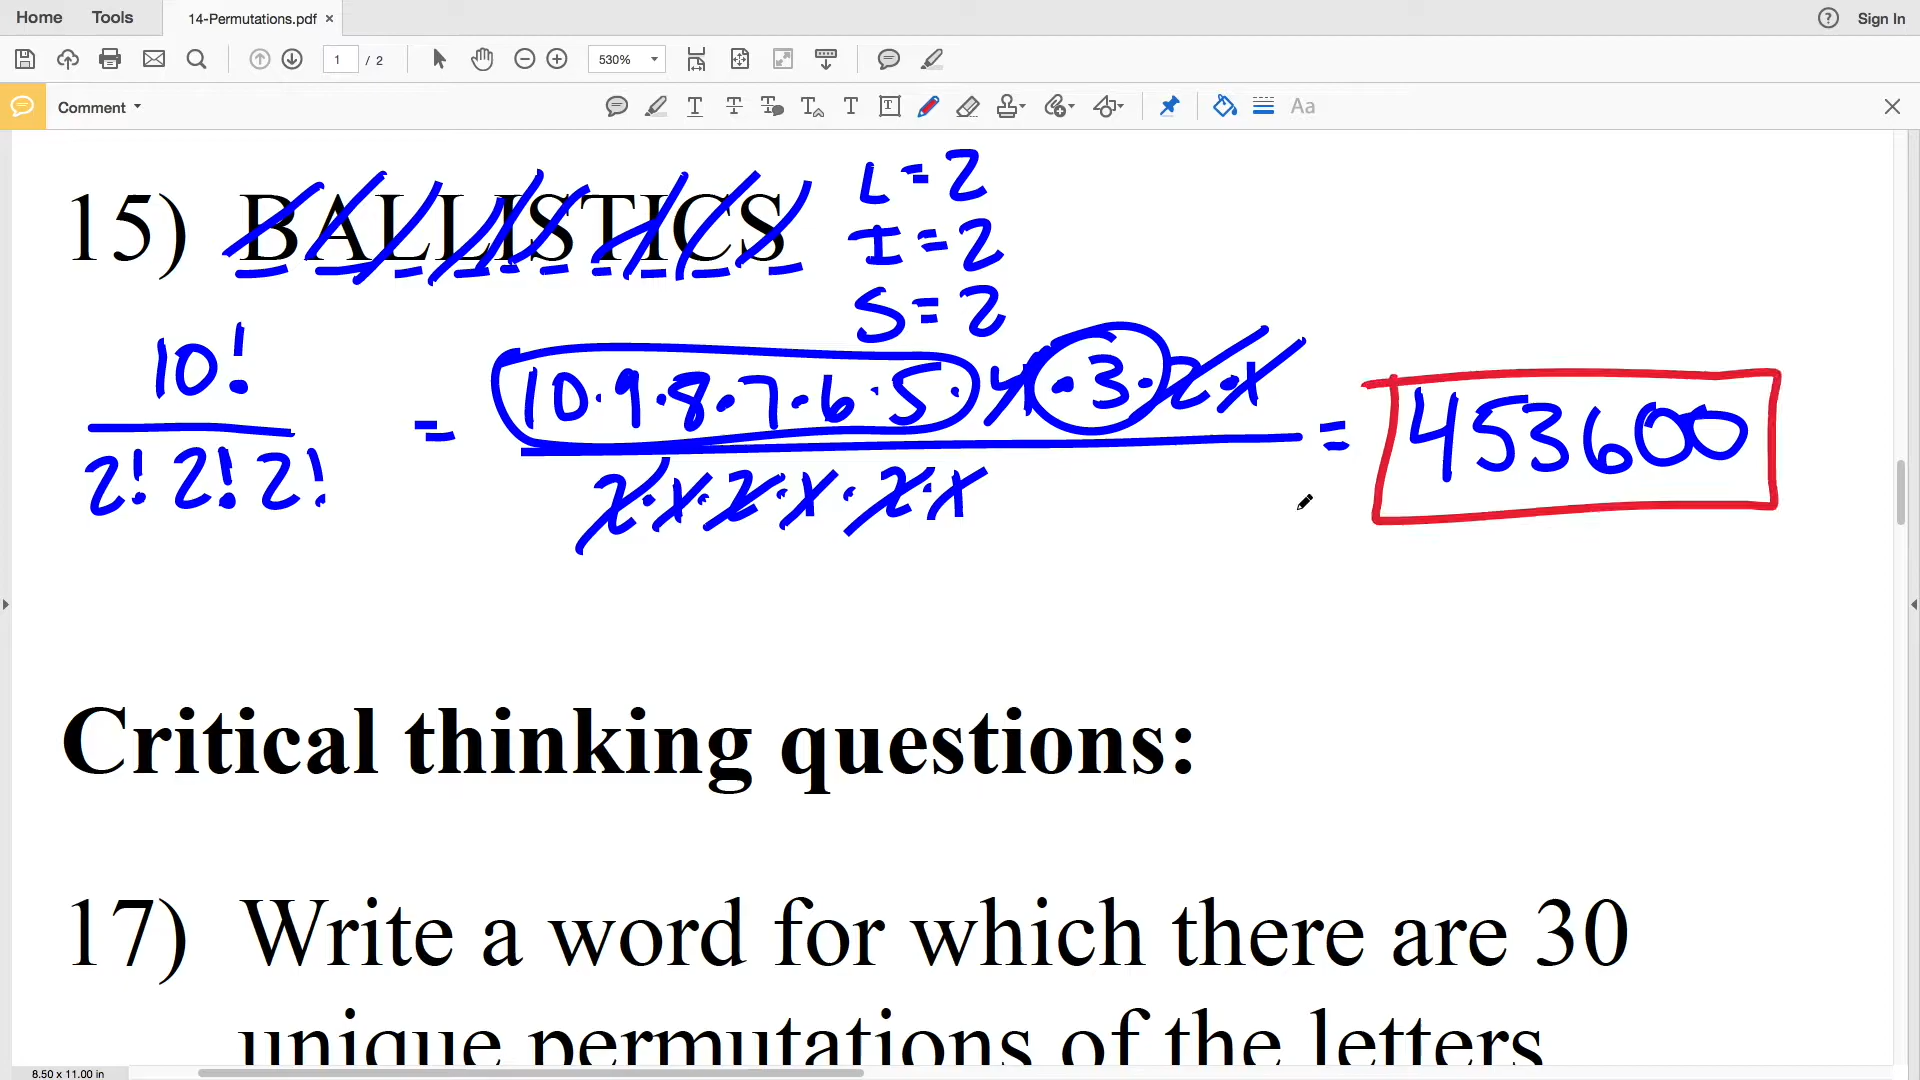 Home Tools 14-Permutations.pdf × Sign In
1 / 2 530%
Comment Aa
L = 2
15) BALLISTICS
I = 2
S = 2
10! / 2! 2! 2! = 10·9·8·7·6·5·4·3·2·1 / 2·1·2·1·2·1 = 453600
Critical thinking questions:
17) Write a word for which there are 30
unique permutations of the letters
8.50 x 11.00 in